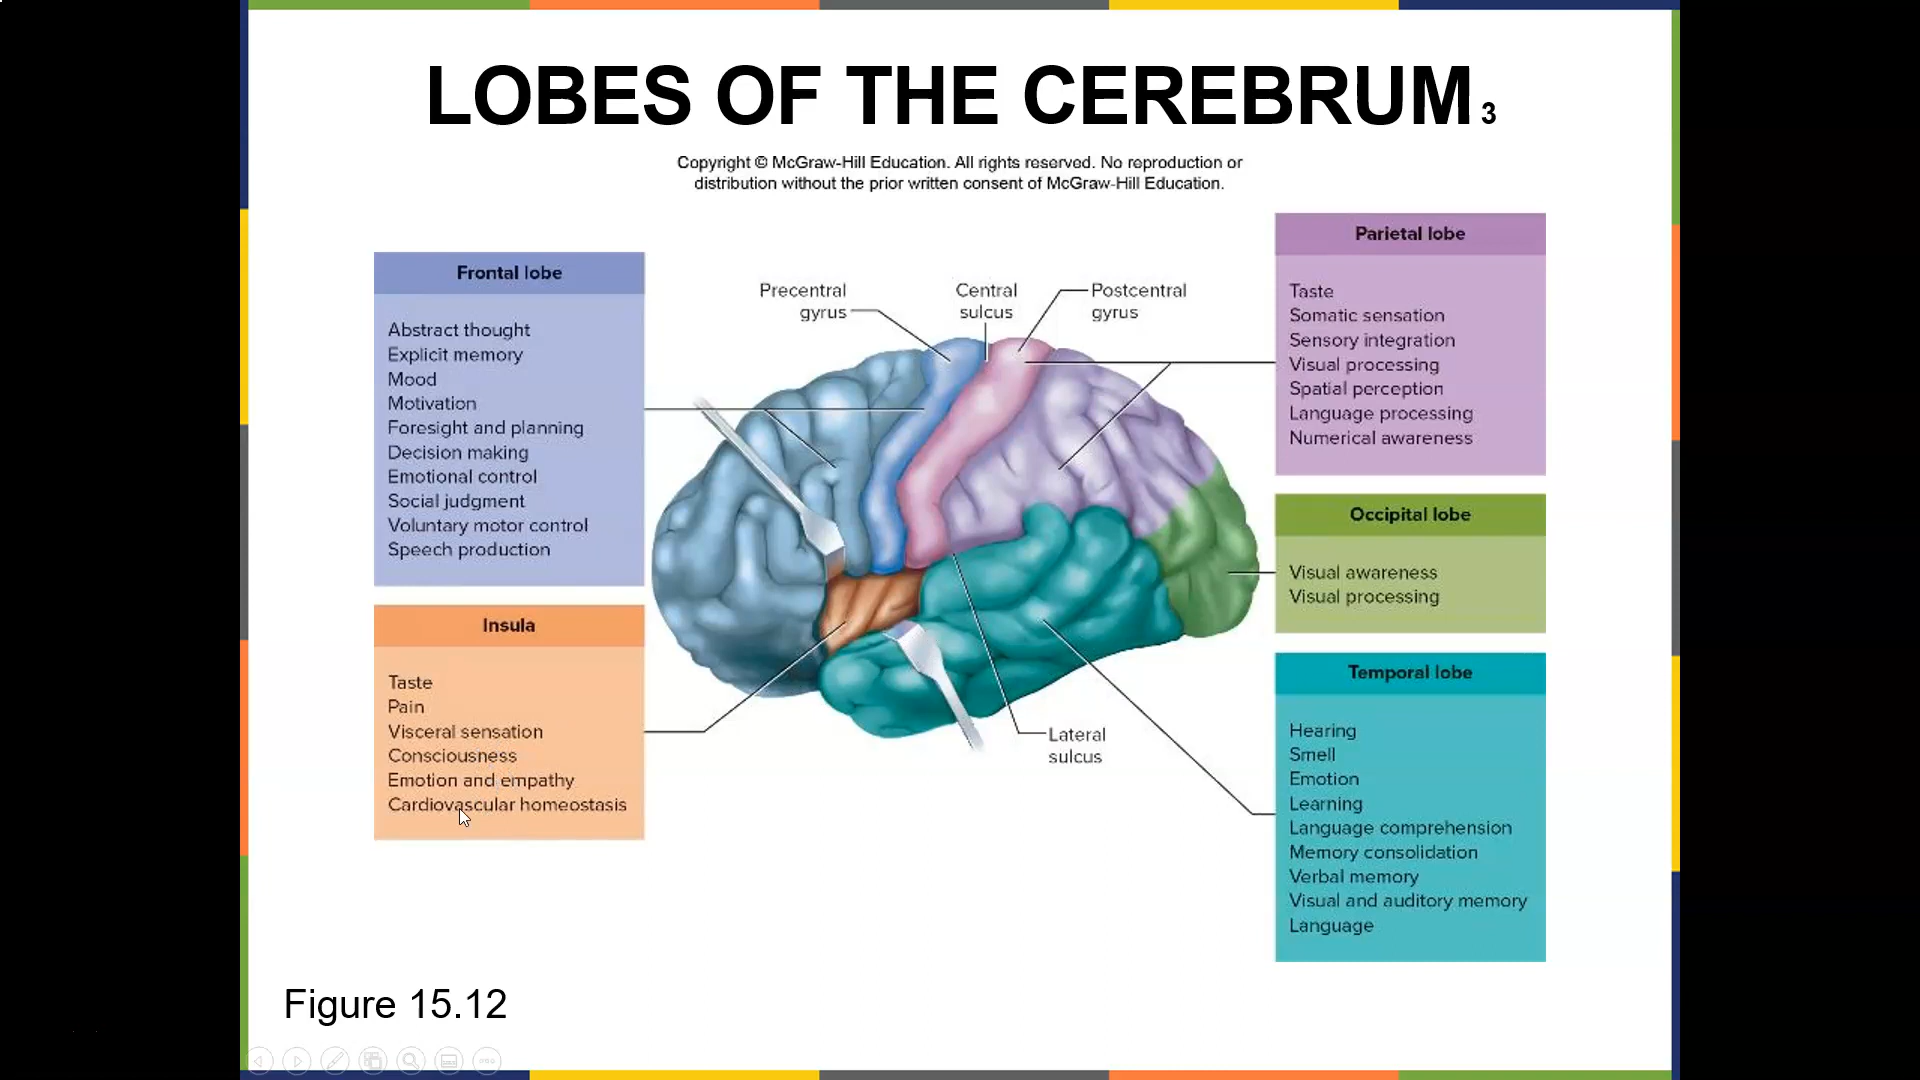 LOBES OF THE CEREBRUM 3
Copyright © McGraw-Hill Education. All rights reserved. No reproduction or
distribution without the prior written consent of McGraw-Hill Education.
Frontal lobe
Abstract thought
Explicit memory
Mood
Motivation
Foresight and planning
Decision making
Emotional control
Social judgment
Voluntary motor control
Speech production
Insula
Taste
Pain
Visceral sensation
Consciousness
Emotion and empathy
Cardiovascular homeostasis
Precentral
gyrus
Central
sulcus
Postcentral
gyrus
Lateral
sulcus
Parietal lobe
Taste
Somatic sensation
Sensory integration
Visual processing
Spatial perception
Language processing
Numerical awareness
Occipital lobe
Visual awareness
Visual processing
Temporal lobe
Hearing
Smell
Emotion
Learning
Language comprehension
Memory consolidation
Verbal memory
Visual and auditory memory
Language
Figure 15.12